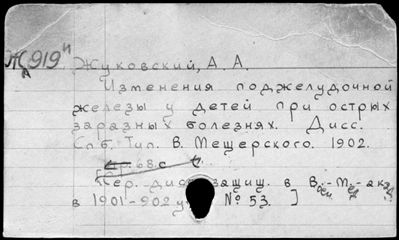 Ж 919 и
А
Жуковский, А. А.
Изменения поджелудочной
железы у детей при острых
заразных болезнях. Дисс.
Спб. Тип. В. Мещерского. 1902.
68 с.
[Сер. дисс. защищ. в Воен-Мед-акад.
в 1901-902 у. № 53.]